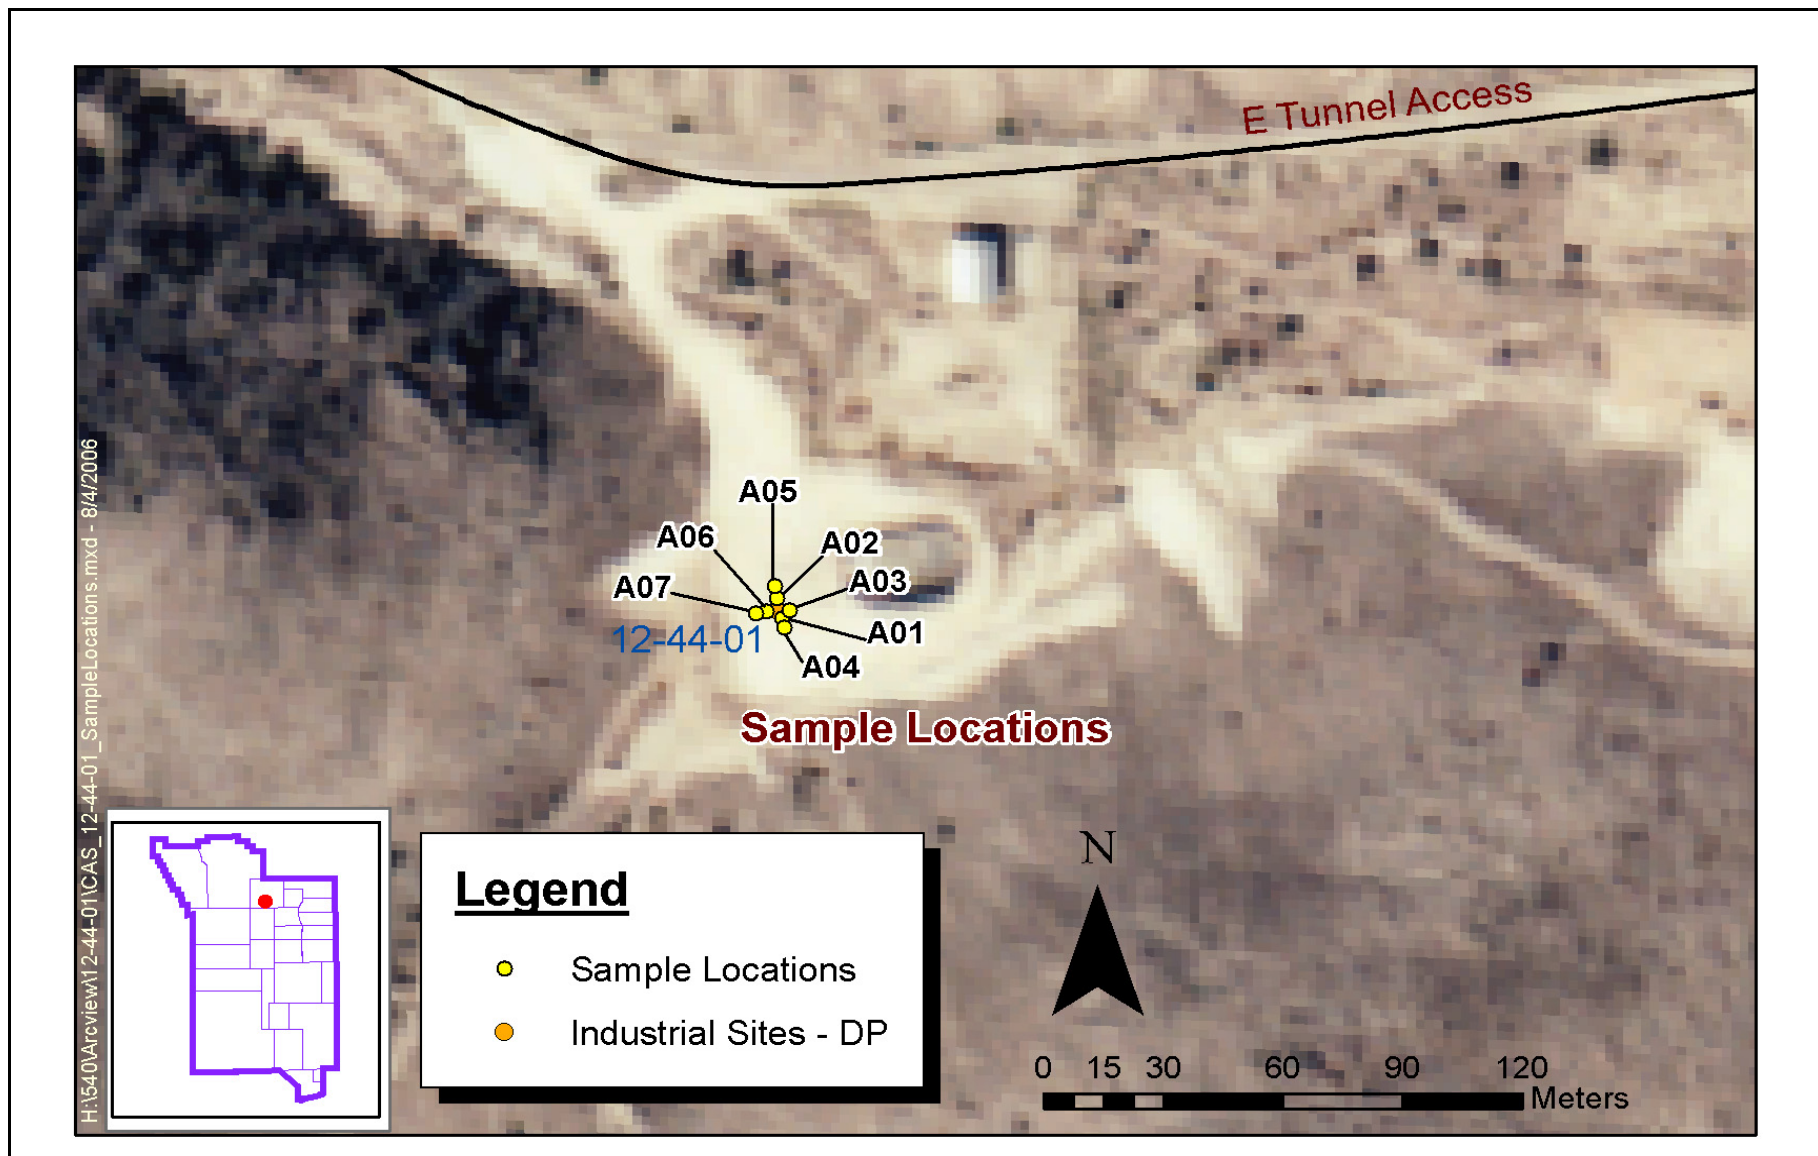 E Tunnel Access
A05
A06
A02
A07
A03
12-44-01
A01
A04
Sample Locations
H:\540\Arcview\12-44-01\CAS_12-44-01_SampleLocations.mxd - 8/4/2006
Legend
Sample Locations
Industrial Sites - DP
N
0 15 30 60 90 120
Meters